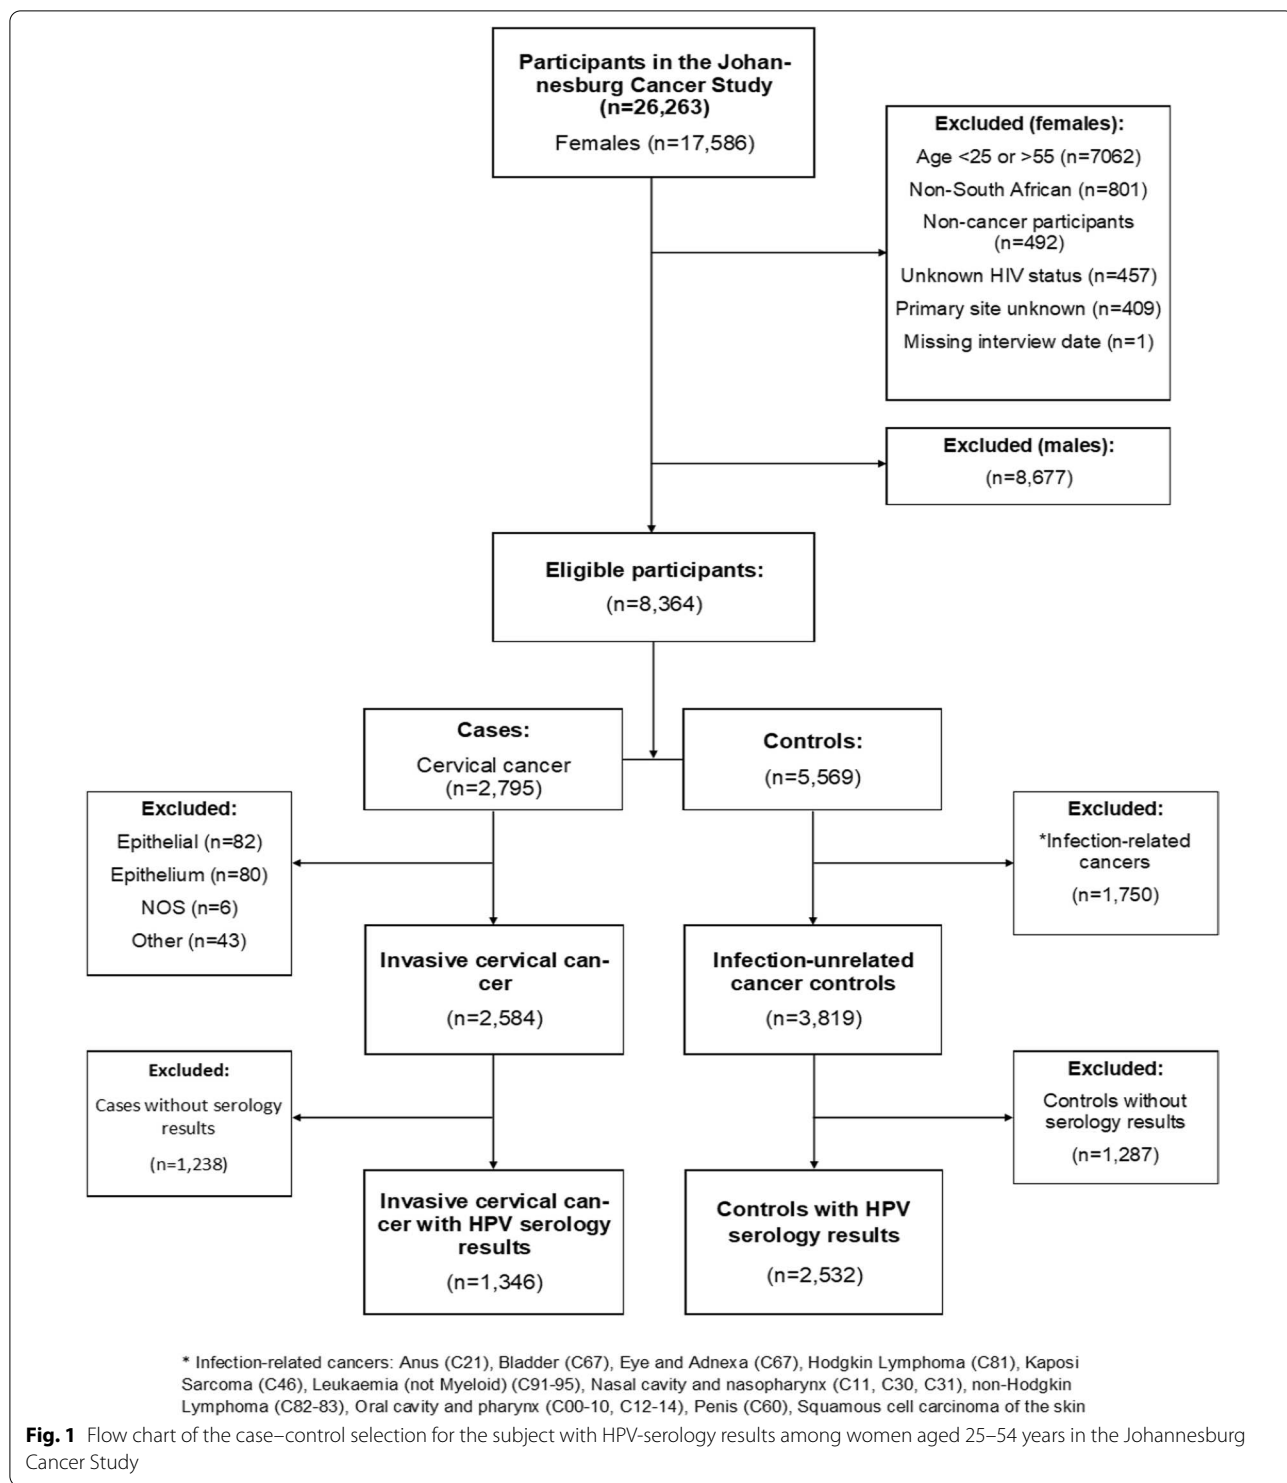 Participants in the Johan-
nesburg Cancer Study
(n=26,263)
Females (n=17,586)
Excluded (females):
Age <25 or >55 (n=7062)
Non-South African (n=801)
Non-cancer participants
(n=492)
Unknown HIV status (n=457)
Primary site unknown (n=409)
Missing interview date (n=1)
Excluded (males):
(n=8,677)
Eligible participants:
(n=8,364)
Cases:
Cervical cancer
(n=2,795)
Controls:
(n=5,569)
Excluded:
Epithelial (n=82)
Epithelium (n=80)
NOS (n=6)
Other (n=43)
Excluded:
*Infection-related
cancers
(n=1,750)
Invasive cervical can-
cer
(n=2,584)
Infection-unrelated
cancer controls
(n=3,819)
Excluded:
Cases without serology
results
(n=1,238)
Excluded:
Controls without
serology results
(n=1,287)
Invasive cervical can-
cer with HPV serology
results
(n=1,346)
Controls with HPV
serology results
(n=2,532)
* Infection-related cancers: Anus (C21), Bladder (C67), Eye and Adnexa (C67), Hodgkin Lymphoma (C81), Kaposi
Sarcoma (C46), Leukaemia (not Myeloid) (C91-95), Nasal cavity and nasopharynx (C11, C30, C31), non-Hodgkin
Lymphoma (C82-83), Oral cavity and pharynx (C00-10, C12-14), Penis (C60), Squamous cell carcinoma of the skin
Fig. 1 Flow chart of the case–control selection for the subject with HPV-serology results among women aged 25–54 years in the Johannesburg
Cancer Study